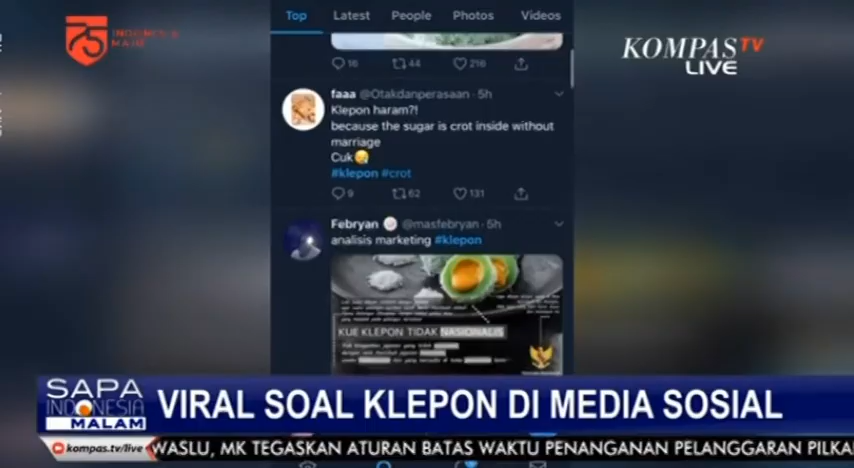 75 INDONESIA MAJU
KOMPAS TV
LIVE
Top Latest People Photos Videos
16 44 216
faaa @Otakdanperasaan · 5h
Klepon haram?!
because the sugar is crot inside without
marriage
Cuk
#klepon #crot
9 62 131
Febryan @masfebryan · 5h
analisis marketing #klepon
KUE KLEPON TIDAK NASIONALIS
SAPA
INDONESIA
MALAM
VIRAL SOAL KLEPON DI MEDIA SOSIAL
kompas.tv/live WASLU, MK TEGASKAN ATURAN BATAS WAKTU PENANGANAN PELANGGARAN PILKA